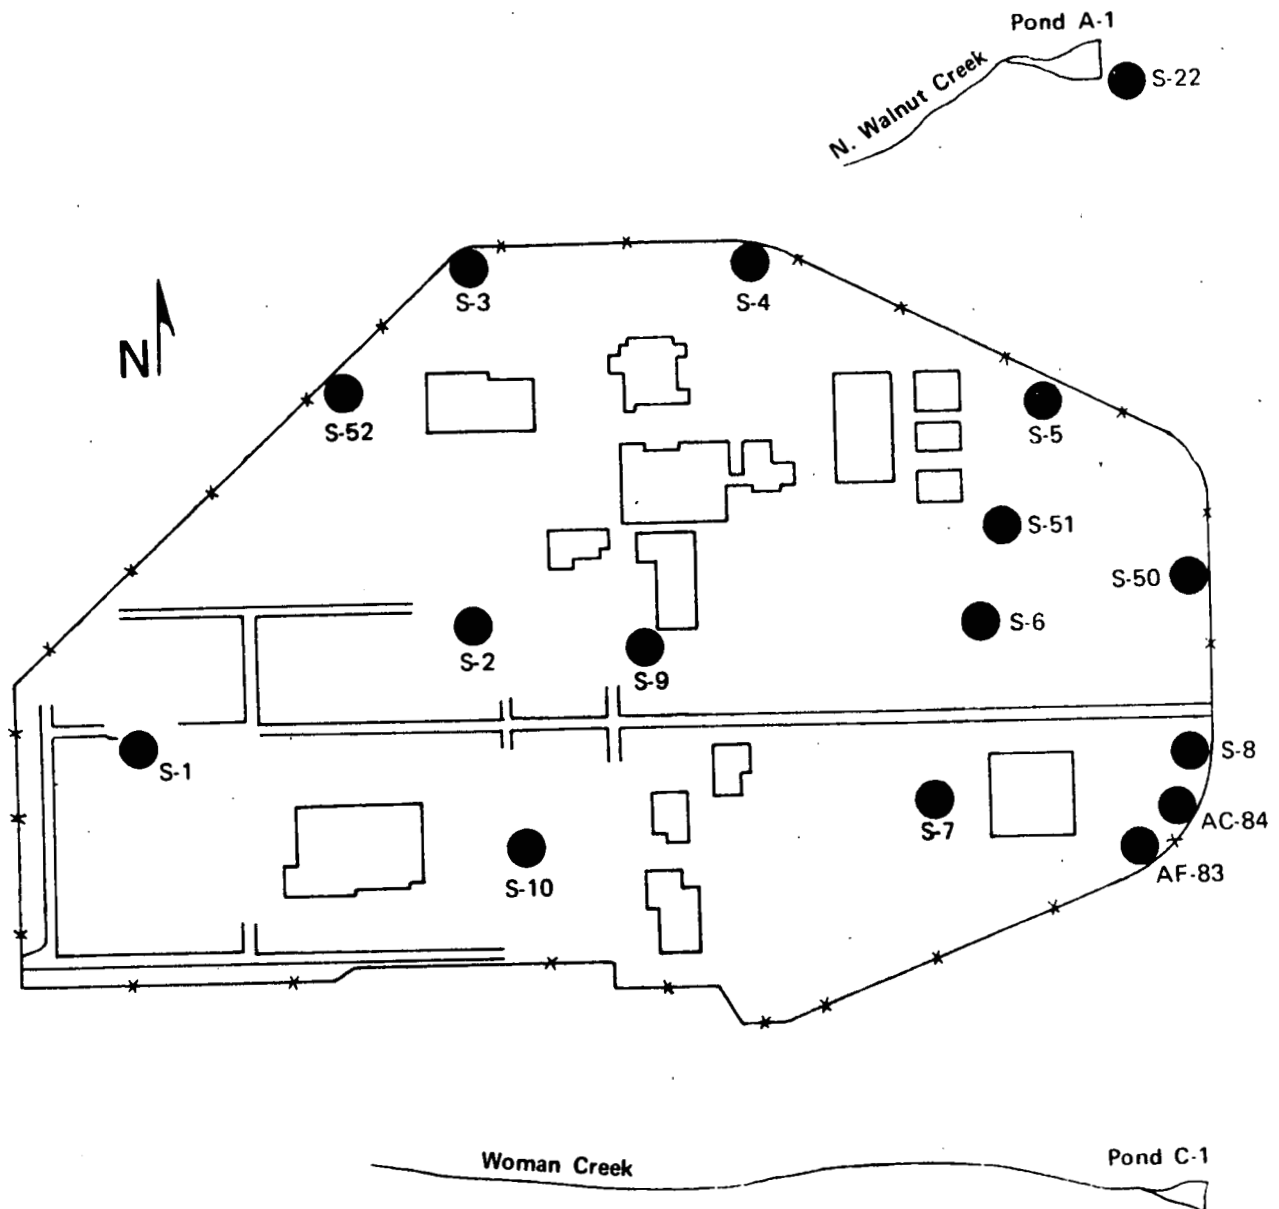 Pond A-1
S-22
N. Walnut Creek
S-3
S-4
N
S-52
S-5
S-51
S-50
S-6
S-2
S-9
S-8
S-1
S-7
AC-84
AF-83
S-10
Woman Creek
Pond C-1